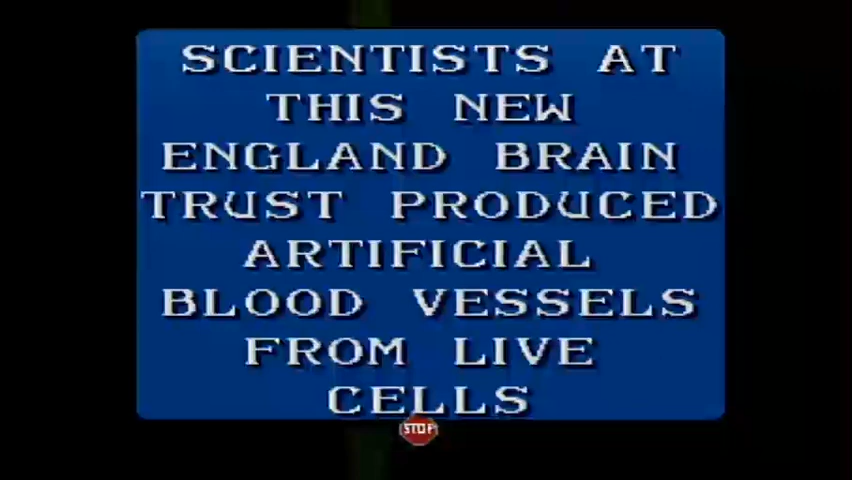 SCIENTISTS AT
THIS NEW
ENGLAND BRAIN
TRUST PRODUCED
ARTIFICIAL
BLOOD VESSELS
FROM LIVE
CELLS
STOP